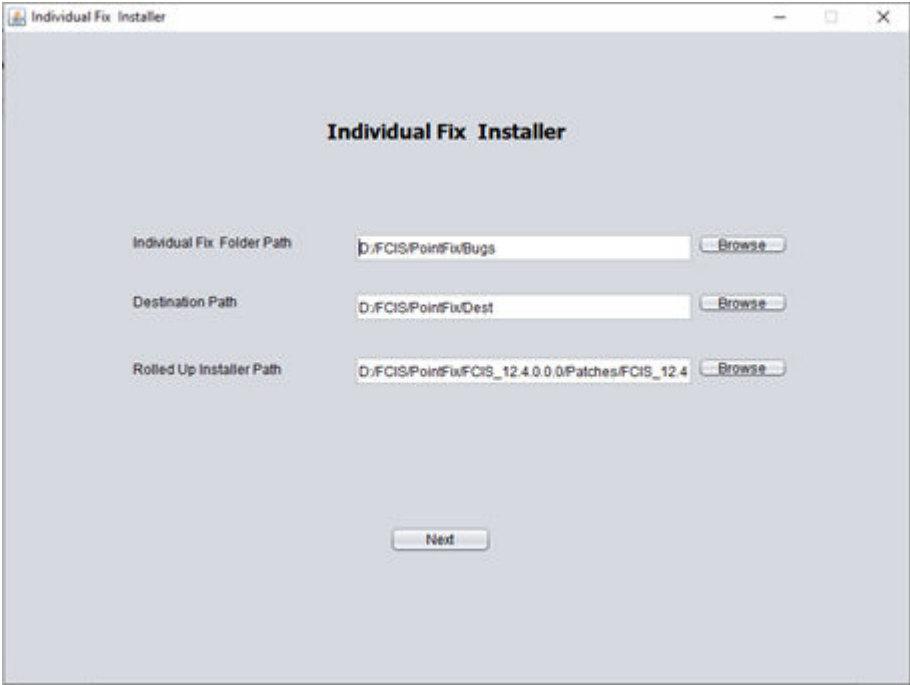 Individual Fix Installer
Individual Fix Installer
Individual Fix Folder Path D:/FCIS/PointFix/Bugs Browse
Destination Path D:/FCIS/PointFix/Dest Browse
Rolled Up Installer Path D:/FCIS/PointFix/FCIS_12.4.0.0.0/Patches/FCIS_12.4 Browse
Next